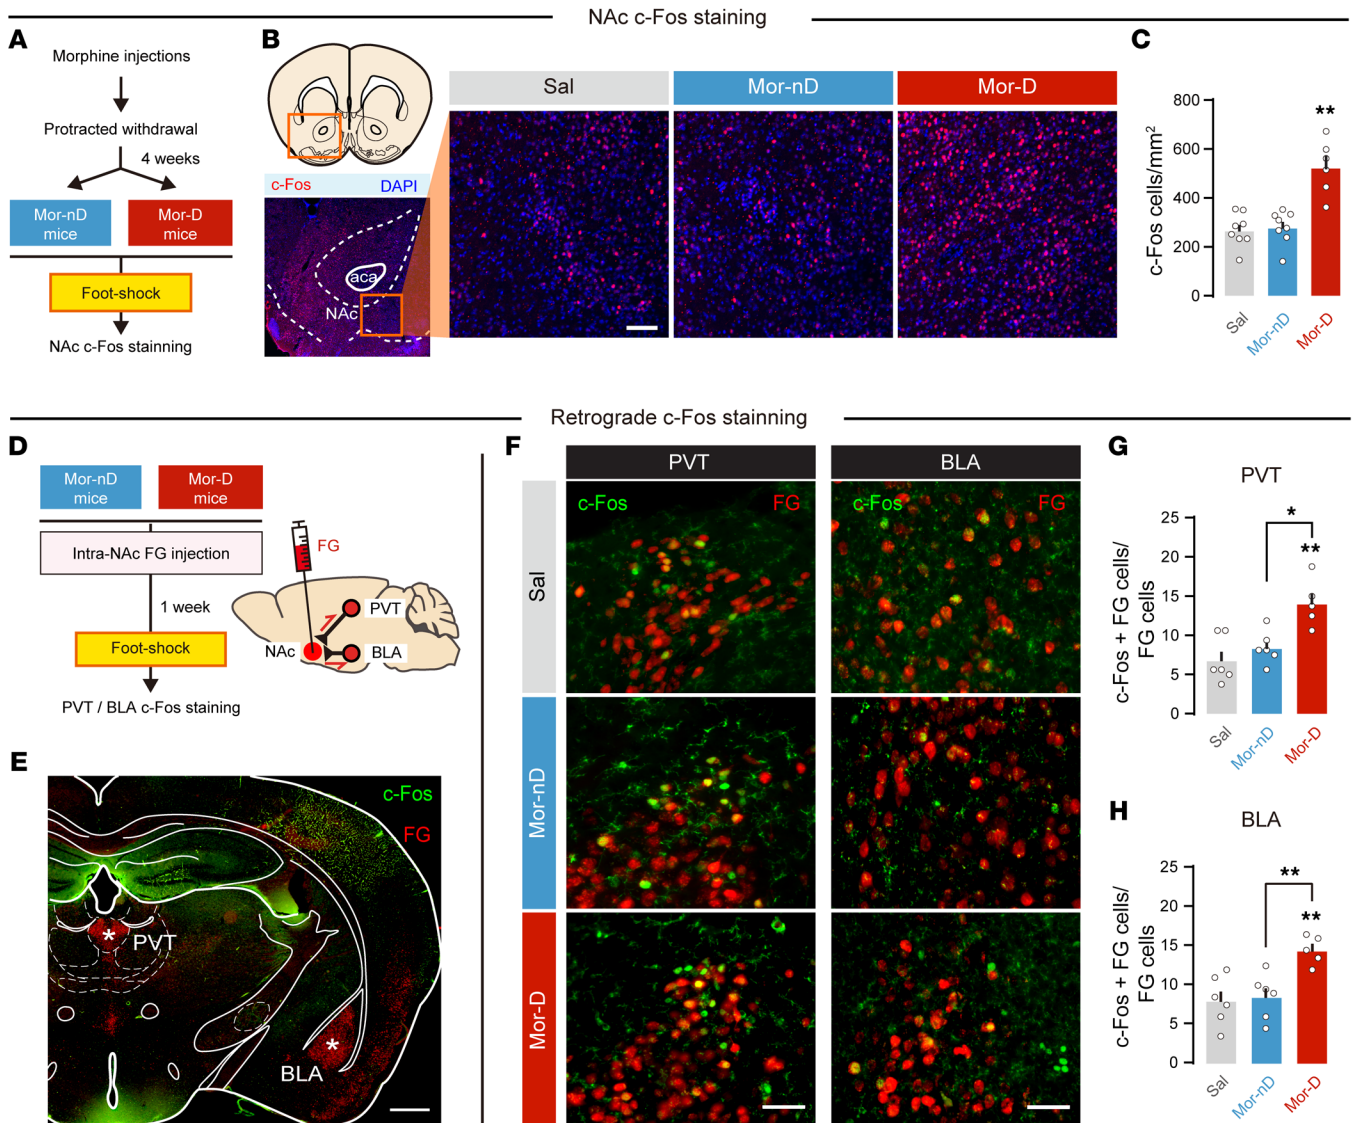 NAc c-Fos staining
A
Morphine injections
Protracted withdrawal
4 weeks
Mor-nD
mice
Mor-D
mice
Foot-shock
NAc c-Fos stainning
B
c-Fos
DAPI
aca
NAc
Sal
Mor-nD
Mor-D
C
c-Fos cells/mm²
800
600
400
200
0
**
Sal
Mor-nD
Mor-D
Retrograde c-Fos stainning
D
Mor-nD
mice
Mor-D
mice
Intra-NAc FG injection
1 week
Foot-shock
PVT / BLA c-Fos staining
FG
PVT
NAc
BLA
E
c-Fos
FG
*
PVT
*
BLA
F
PVT
BLA
c-Fos
FG
c-Fos
FG
Sal
Mor-nD
Mor-D
G
PVT
c-Fos + FG cells/
FG cells
25
20
15
10
5
0
*
**
Sal
Mor-nD
Mor-D
H
BLA
c-Fos + FG cells/
FG cells
25
20
15
10
5
0
**
**
Sal
Mor-nD
Mor-D